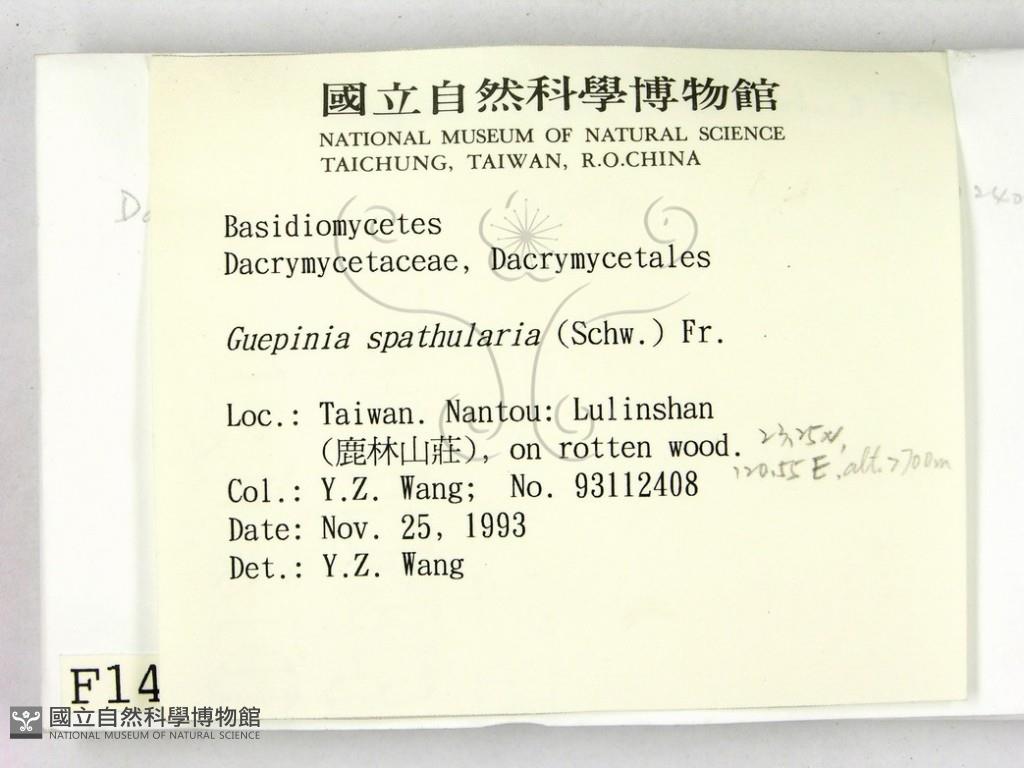 國立自然科學博物館
NATIONAL MUSEUM OF NATURAL SCIENCE
TAICHUNG, TAIWAN, R.O.CHINA
Basidiomycetes
Dacrymycetaceae, Dacrymycetales
Guepinia spathularia (Schw.) Fr.
Loc.: Taiwan. Nantou: Lulinshan
(鹿林山莊), on rotten wood.
23.25N,
120.55 E, alt. 2700m
Col.: Y.Z. Wang; No. 93112408
Date: Nov. 25, 1993
Det.: Y.Z. Wang
F14
國立自然科學博物館
NATIONAL MUSEUM OF NATURAL SCIENCE